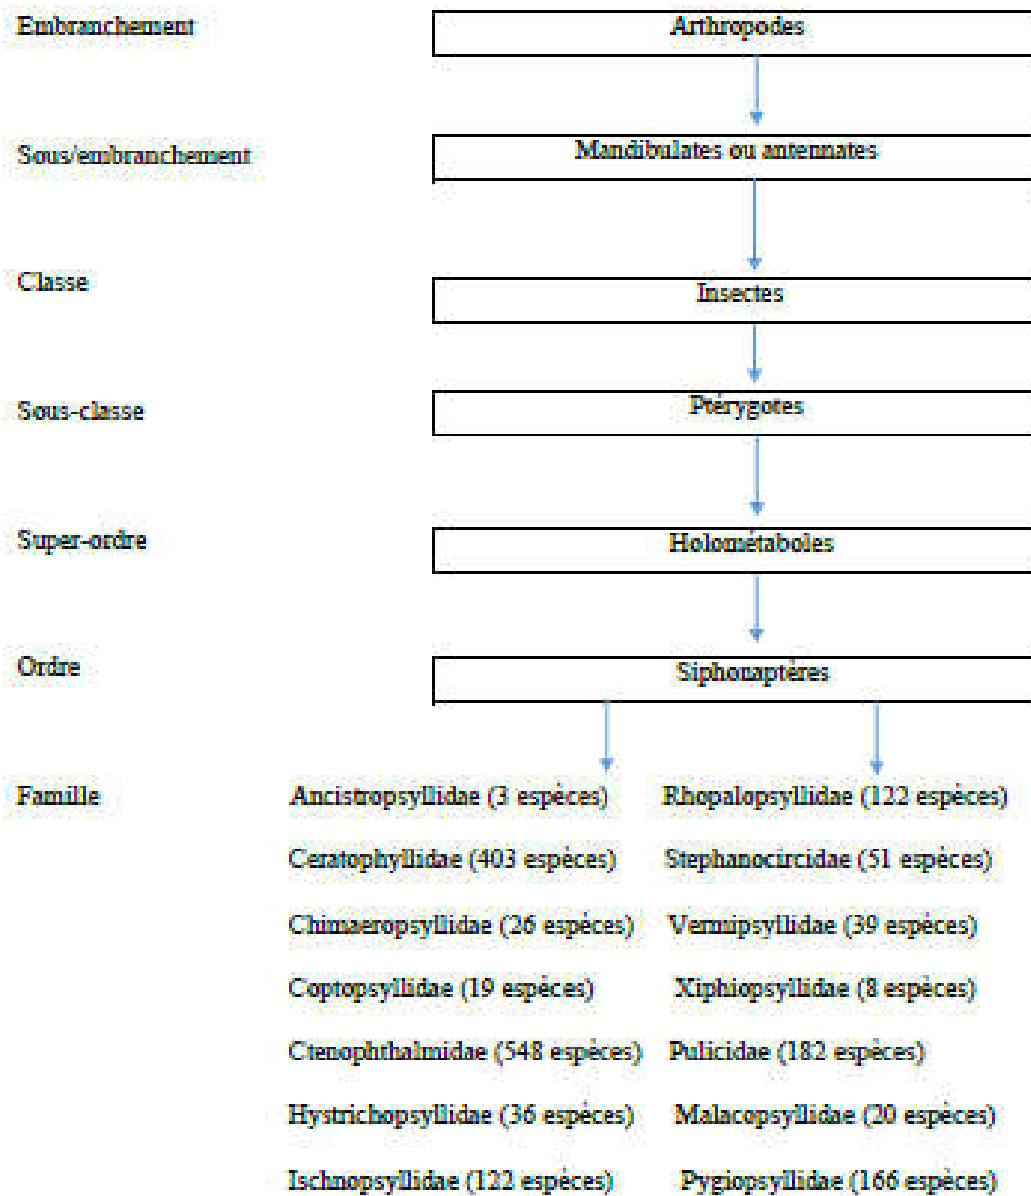 Embranchement Arthropodes
Sous/embranchement Mandibulates ou antennates
Classe Insectes
Sous-classe Ptérygotes
Super-ordre Holométaboles
Ordre Siphonaptères
Famille Ancistropsyllidae (3 espèces) Rhopalopsyllidae (122 espèces)
Ceratophyllidae (403 espèces) Stephanocircidae (51 espèces)
Chimaeropsyllidae (26 espèces) Vermipsyllidae (39 espèces)
Coptopsyllidae (19 espèces) Xiphiopsyllidae (8 espèces)
Ctenophthalmidae (548 espèces) Pulicidae (182 espèces)
Hystrichopsyllidae (36 espèces) Malacopsyllidae (20 espèces)
Ischnopsyllidae (122 espèces) Pygiopsyllidae (166 espèces)